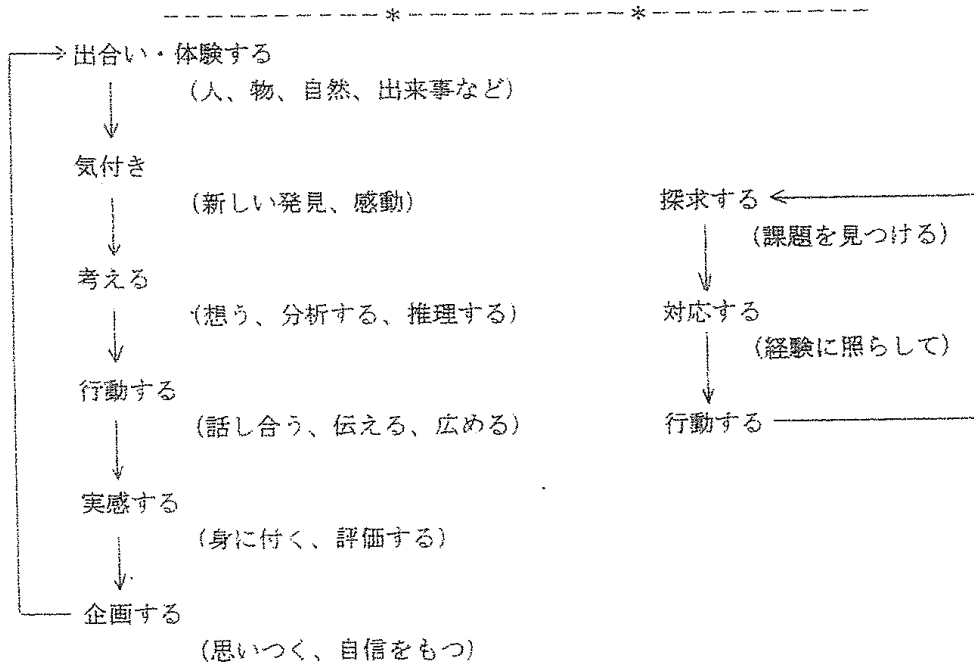 出合い・体験する
(人、物、自然、出来事など)
気付き
(新しい発見、感動)
考える
(想う、分析する、推理する)
行動する
(話し合う、伝える、広める)
実感する
(身に付く、評価する)
企画する
(思いつく、自信をもつ)
探求する
(課題を見つける)
対応する
(経験に照らして)
行動する